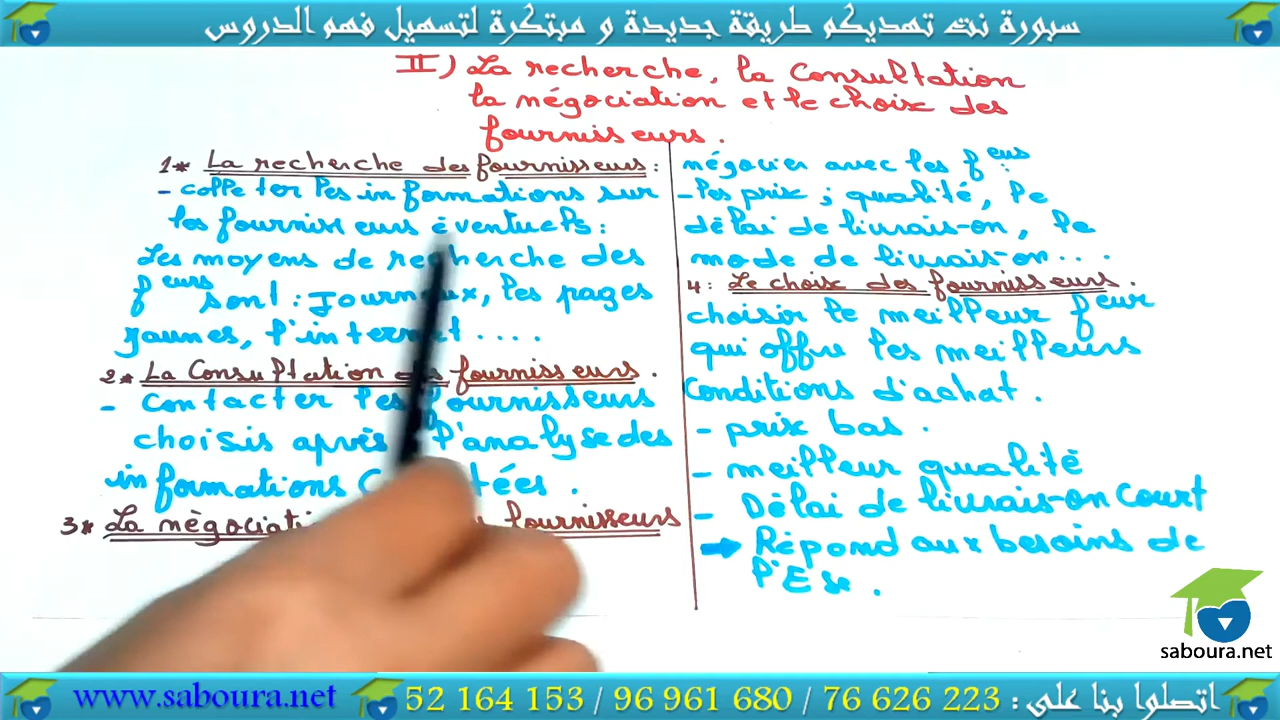 سبورة نت تهديكم طريقة جديدة و مبتكرة لتسهيل فهم الدروس
II) La recherche, la Consultation
la négociation et le choix des
fournisseurs.
1* La recherche des fournisseurs :
- collecter les informations sur
les fournisseurs éventuels :
Les moyens de recherche des
feurs sont : Journaux, les pages
jaunes, l'internet ....
2* La Consultation des fournisseurs.
- Contacter les fournisseurs
choisis après l'analyse des
informations
3* La négociation fournisseurs
négocier avec les feurs :
- les prix ; qualité, le
délai de livraison, le
mode de livraison...
4: Le choix des fournisseurs.
choisir le meilleur feur
qui offre les meilleurs
Conditions d'achat.
- prix bas.
- meilleur qualité
- Délai de livraison Court
→ Répond aux besoins de
l'Ese.
saboura.net
www.saboura.net 52 164 153 / 96 961 680 / 76 626 223 : اتصلوا بنا على